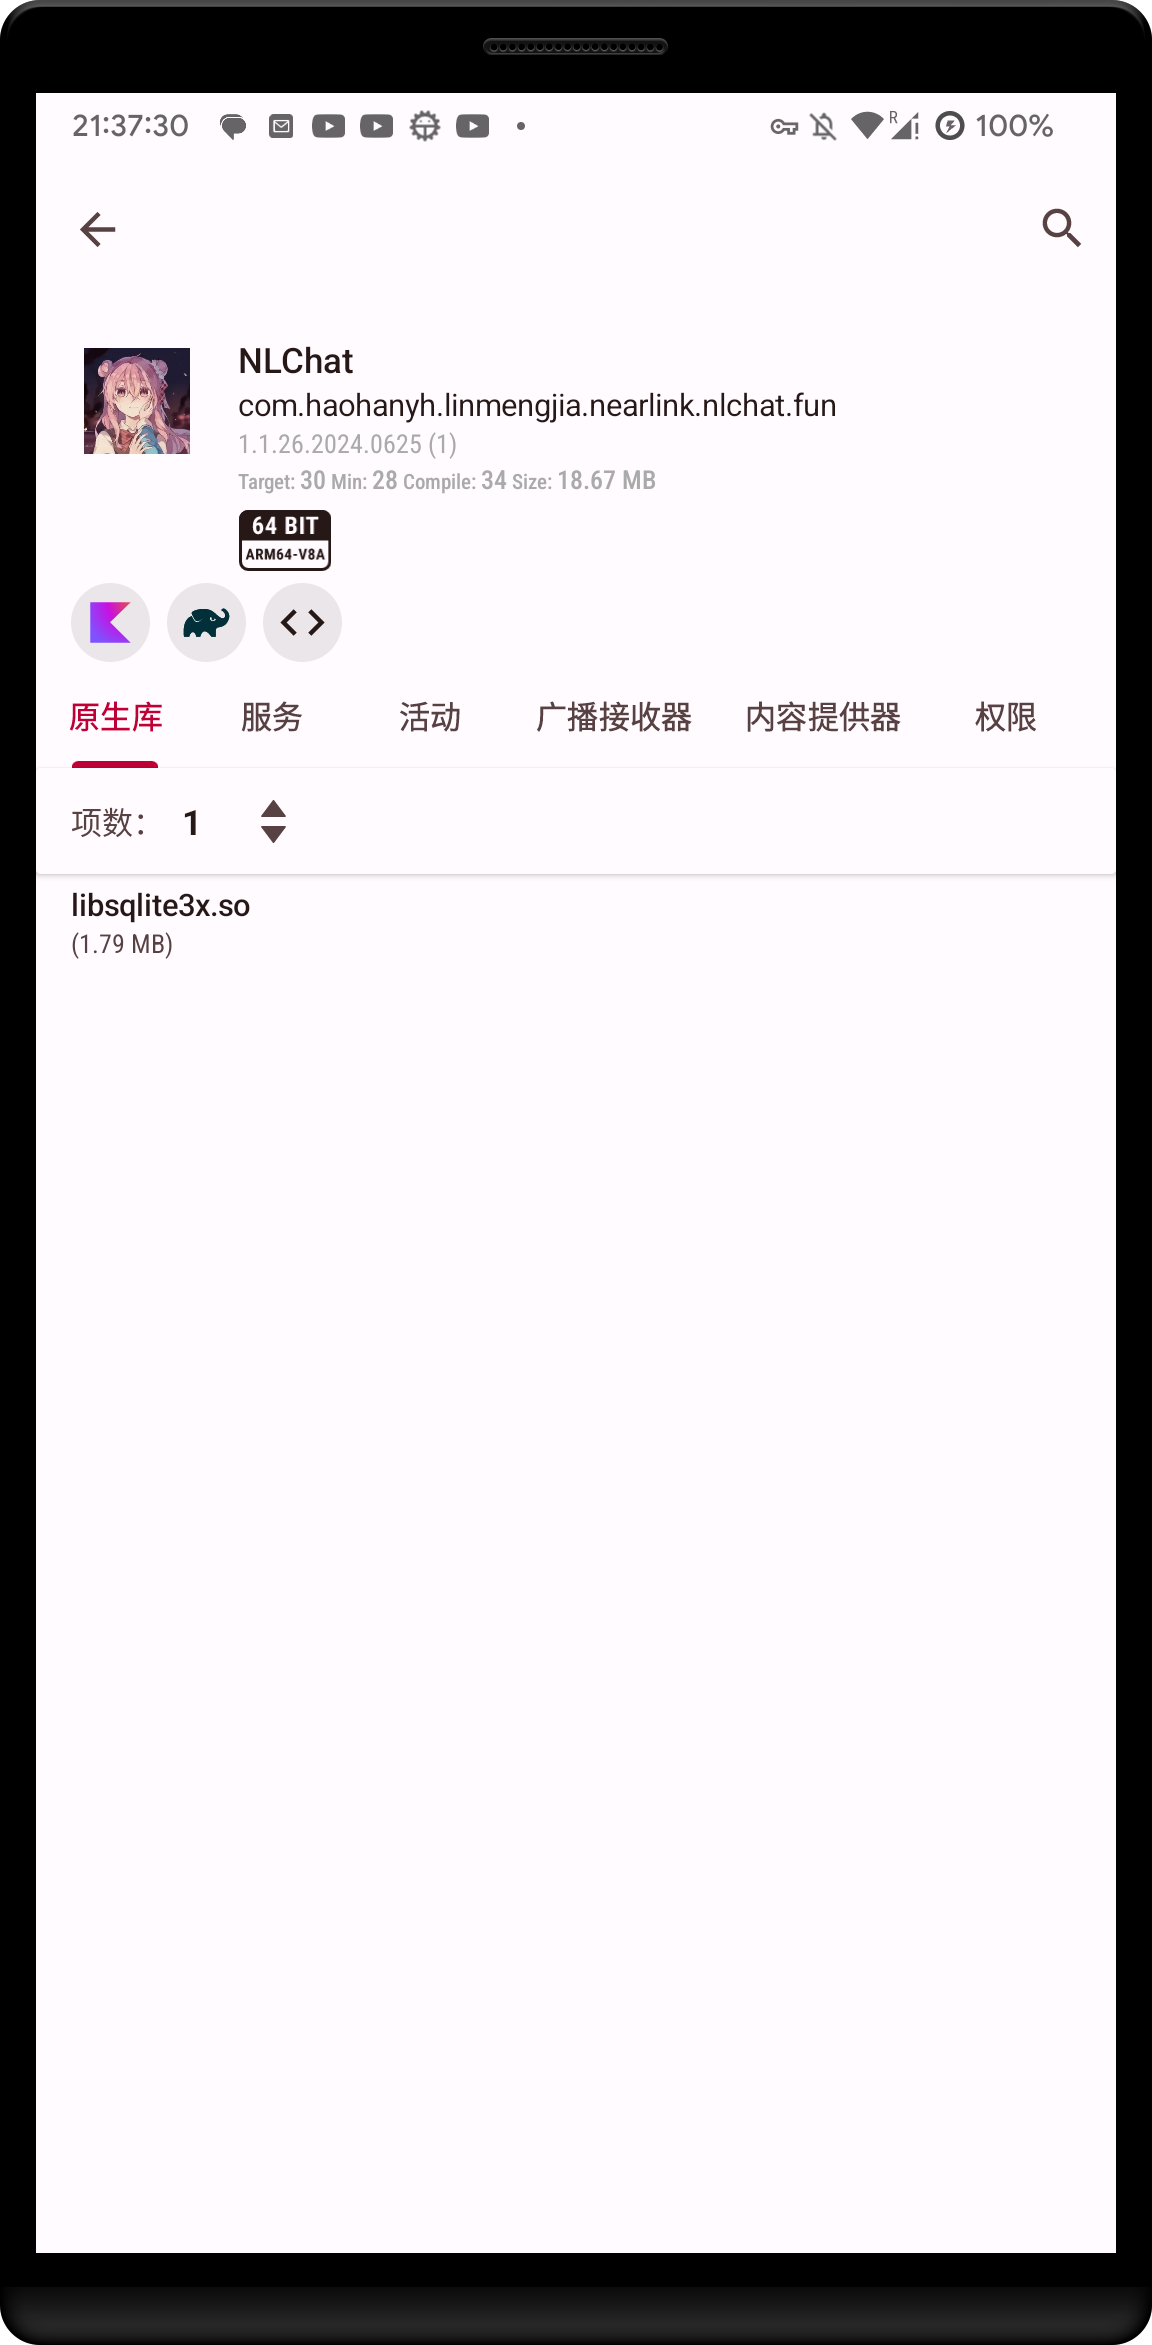 21:37:30
R
100%
NLChat
com.haohanyh.linmengjia.nearlink.nlchat.fun
1.1.26.2024.0625 (1)
Target: 30 Min: 28 Compile: 34 Size: 18.67 MB
64 BIT
ARM64-V8A
原生库 服务 活动 广播接收器 内容提供器 权限
项数： 1
libsqlite3x.so
(1.79 MB)